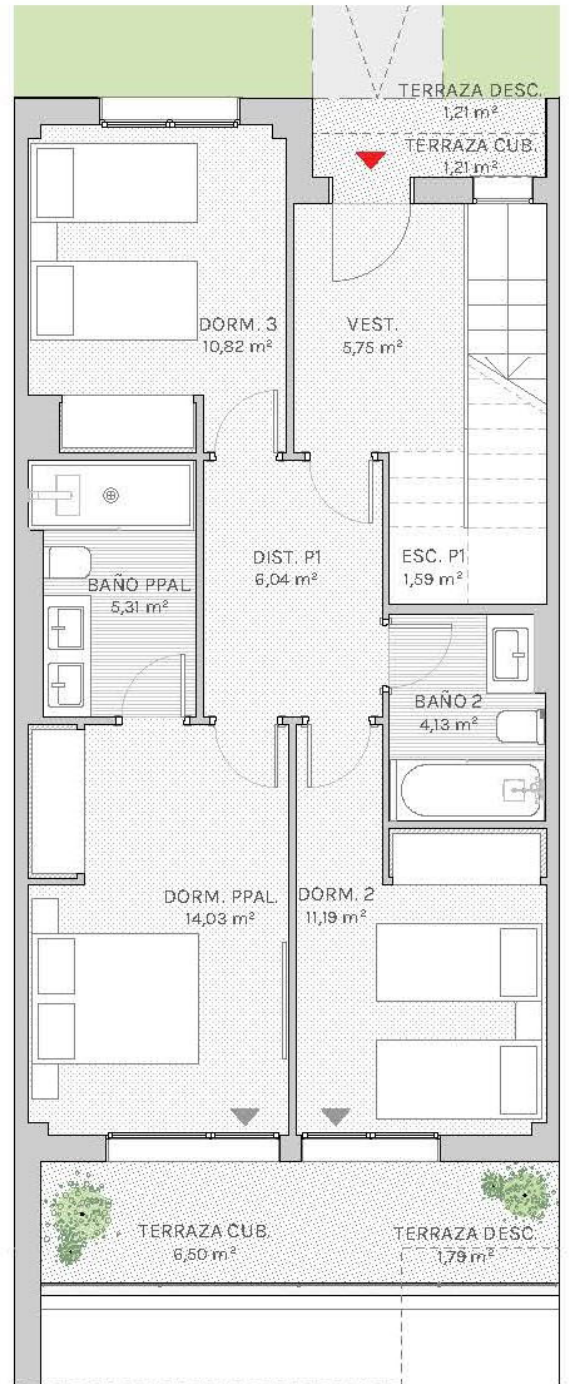 TERRAZA DESC.
1,21 m²
TERRAZA CUB.
1,21 m²
DORM. 3
10,82 m²
VEST.
5,75 m²
DIST. P1
6,04 m²
ESC. P1
1,59 m²
BAÑO PPAL
5,31 m²
BAÑO 2
4,13 m²
DORM. PPAL.
14,03 m²
DORM. 2
11,19 m²
TERRAZA CUB.
6,50 m²
TERRAZA DESC.
1,79 m²